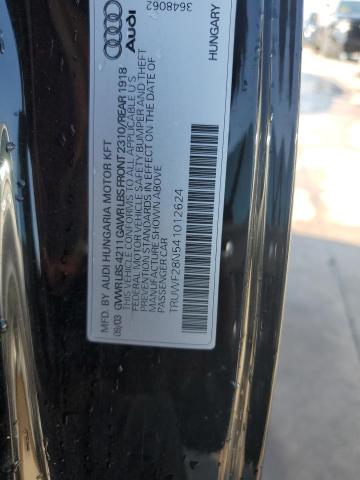 Audi
3648062
HUNGARY
MFD. BY AUDI HUNGARIA MOTOR KFT
09/03 GVWR LBS 4211 GAWR LBS FRONT 2310/REAR 1918
THIS VEHICLE CONFORMS TO ALL APPLICABLE U S
FEDERAL MOTOR VEHICLE SAFETY BUMPER AND THEFT
PREVENTION STANDARDS IN EFFECT ON THE DATE OF
MANUFACTURE SHOWN ABOVE
PASSENGER CAR
TRUWF28N541012624